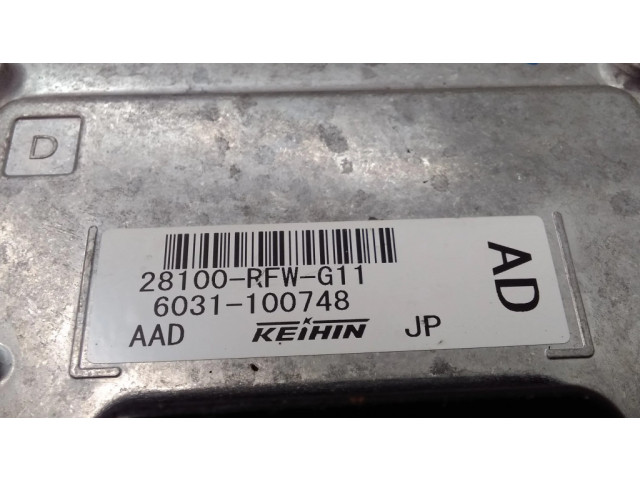 D
28100-RFW-G11
6031-100748
AAD KEIHIN JP
AD